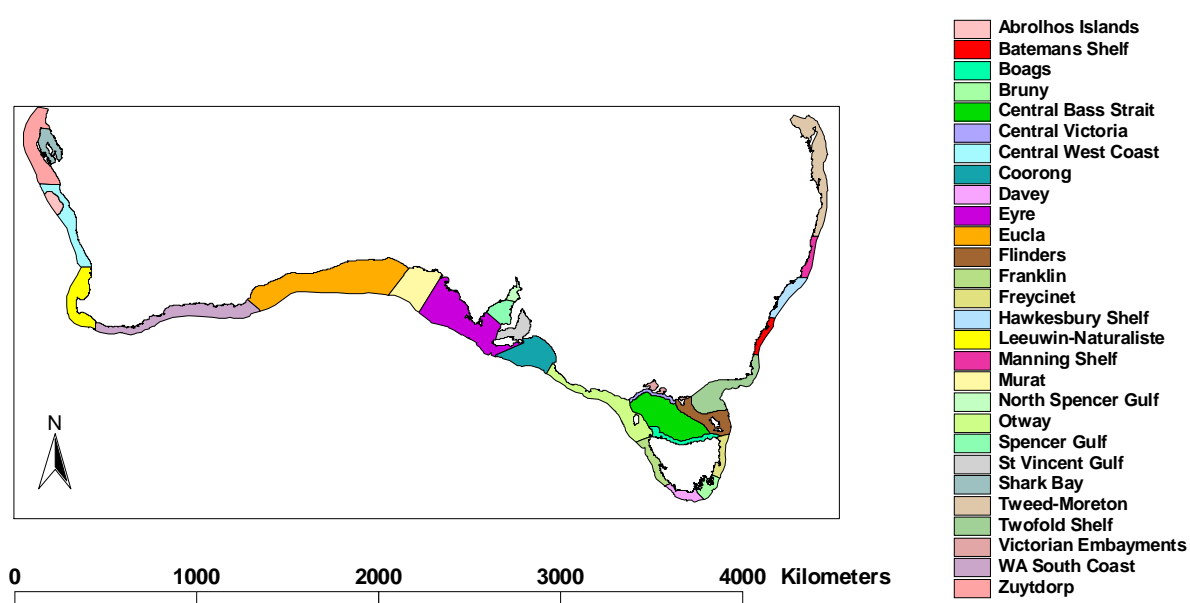 Abrolhos Islands
Batemans Shelf
Boags
Bruny
Central Bass Strait
Central Victoria
Central West Coast
Coorong
Davey
Eyre
Eucla
Flinders
Franklin
Freycinet
Hawkesbury Shelf
Leeuwin-Naturaliste
Manning Shelf
Murat
North Spencer Gulf
Otway
Spencer Gulf
St Vincent Gulf
Shark Bay
Tweed-Moreton
Twofold Shelf
Victorian Embayments
WA South Coast
Zuytdorp
N
0 1000 2000 3000 4000 Kilometers